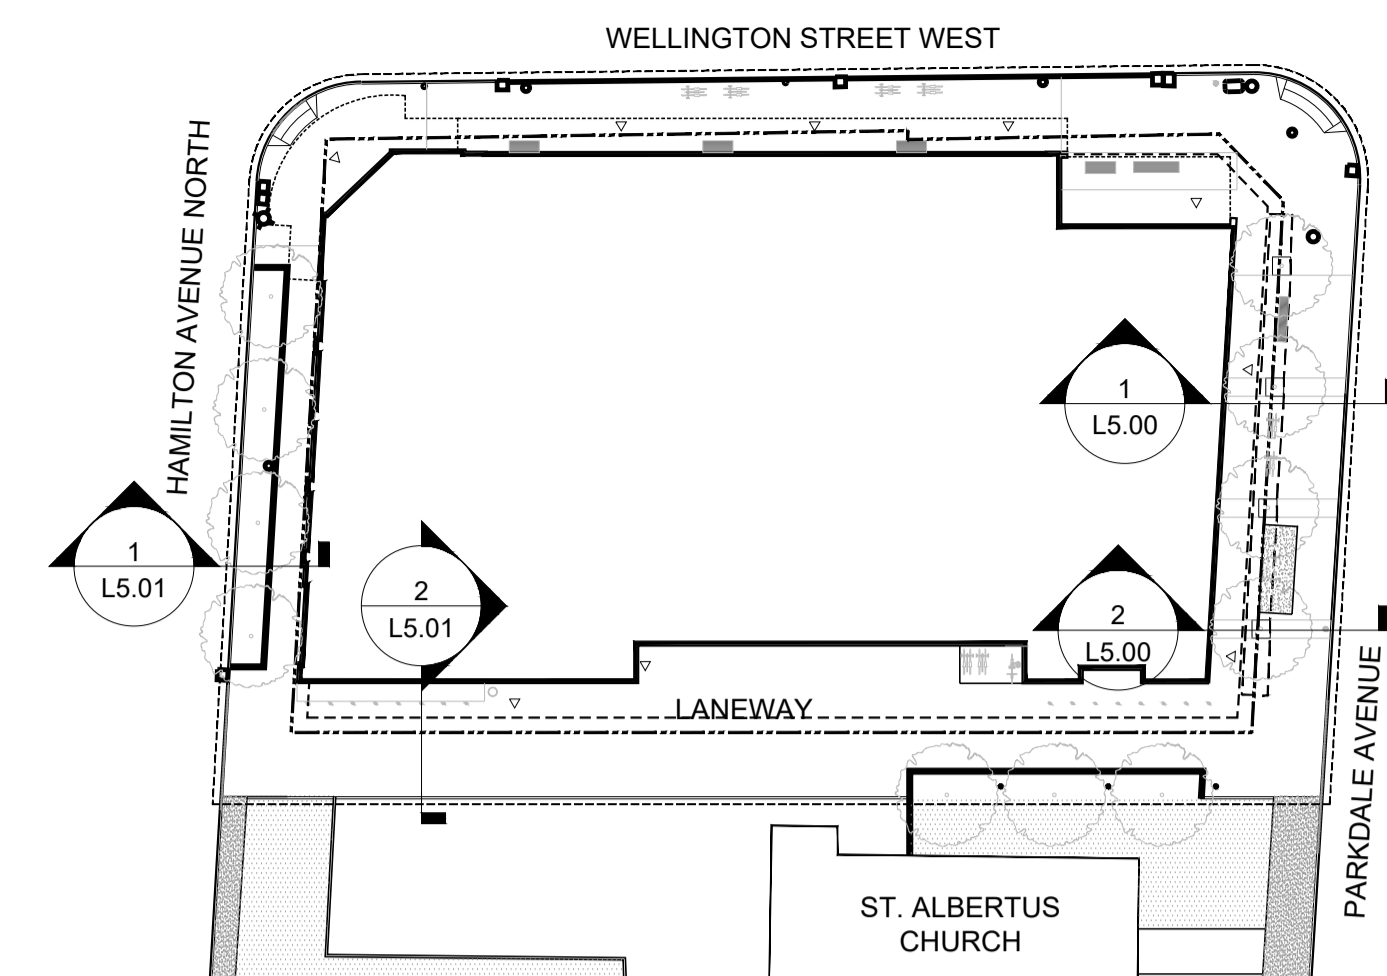 WELLINGTON STREET WEST
HAMILTON AVENUE NORTH
1
L5.00
1
L5.01
2
L5.01
2
L5.00
LANEWAY
PARKDALE AVENUE
ST. ALBERTUS
CHURCH